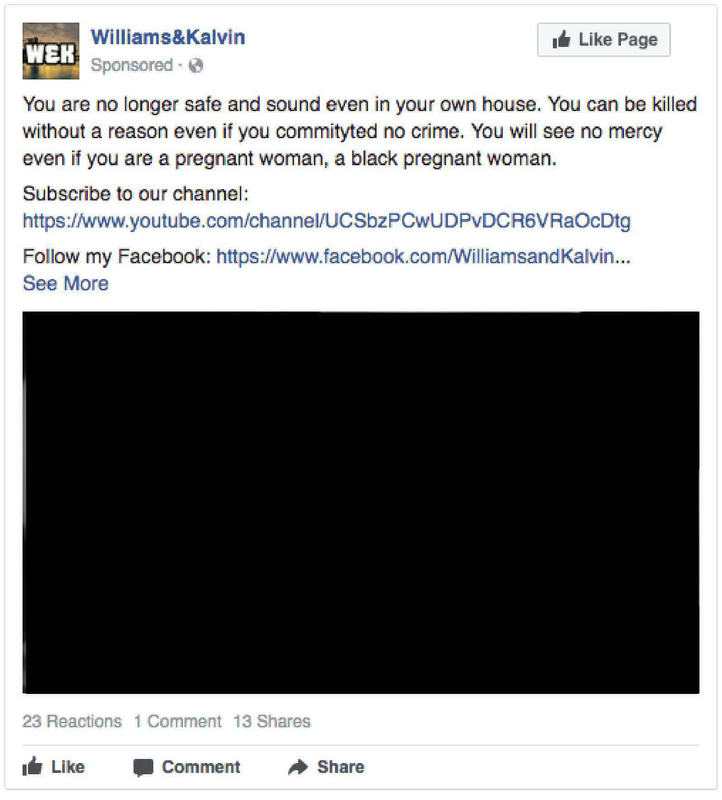 W&K
Williams&Kalvin
Sponsored ·
Like Page
You are no longer safe and sound even in your own house. You can be killed
without a reason even if you commityted no crime. You will see no mercy
even if you are a pregnant woman, a black pregnant woman.
Subscribe to our channel:
https://www.youtube.com/channel/UCSbzPCwUDPvDCR6VRaOcDtg
Follow my Facebook: https://www.facebook.com/WilliamsandKalvin...
See More
23 Reactions 1 Comment 13 Shares
Like Comment Share